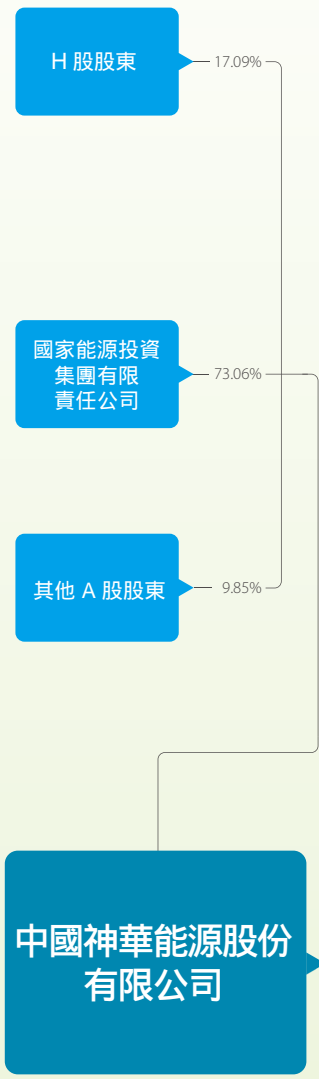 H 股股東
17.09%
國家能源投資
集團有限
責任公司
73.06%
其他 A 股股東
9.85%
中國神華能源股份
有限公司